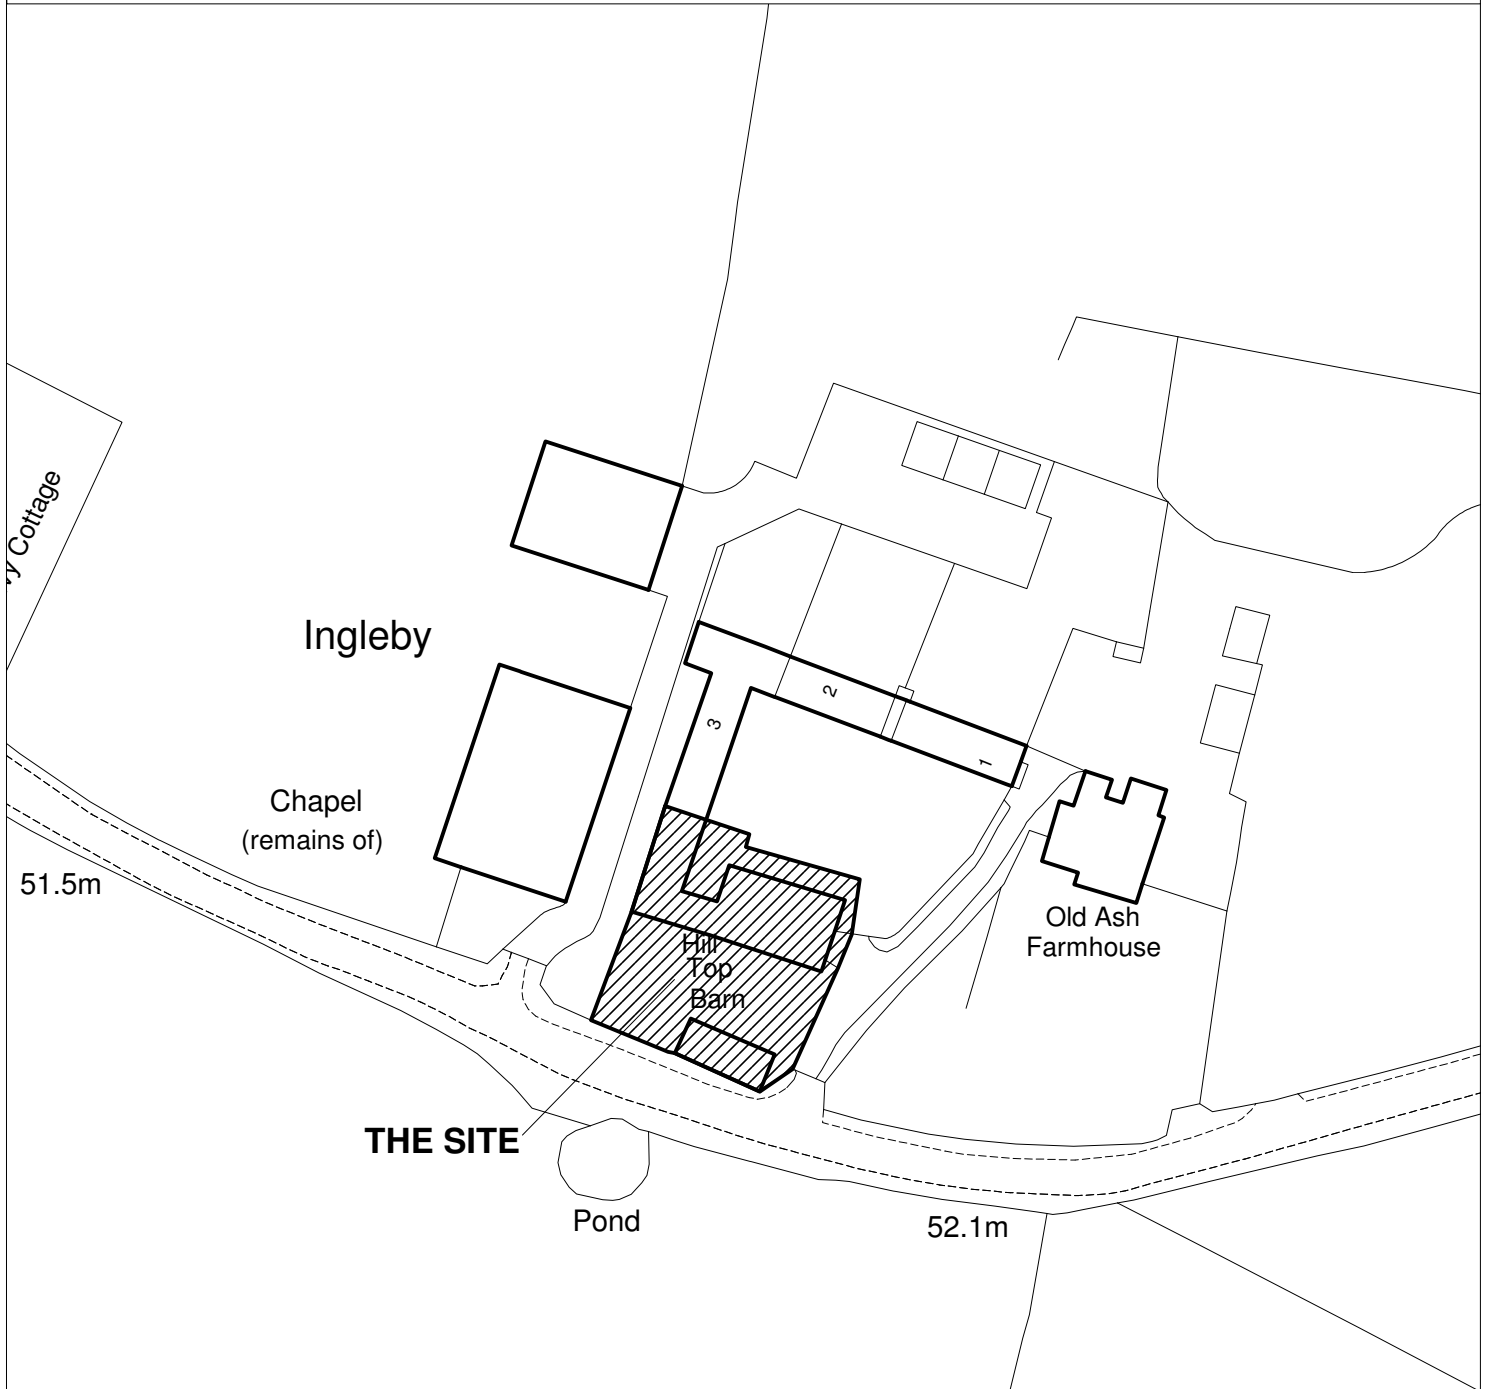 Cottage
Ingleby
2
3
1
Chapel
(remains of)
51.5m
Old Ash
Farmhouse
Hill
Top
Barn
THE SITE
Pond
52.1m